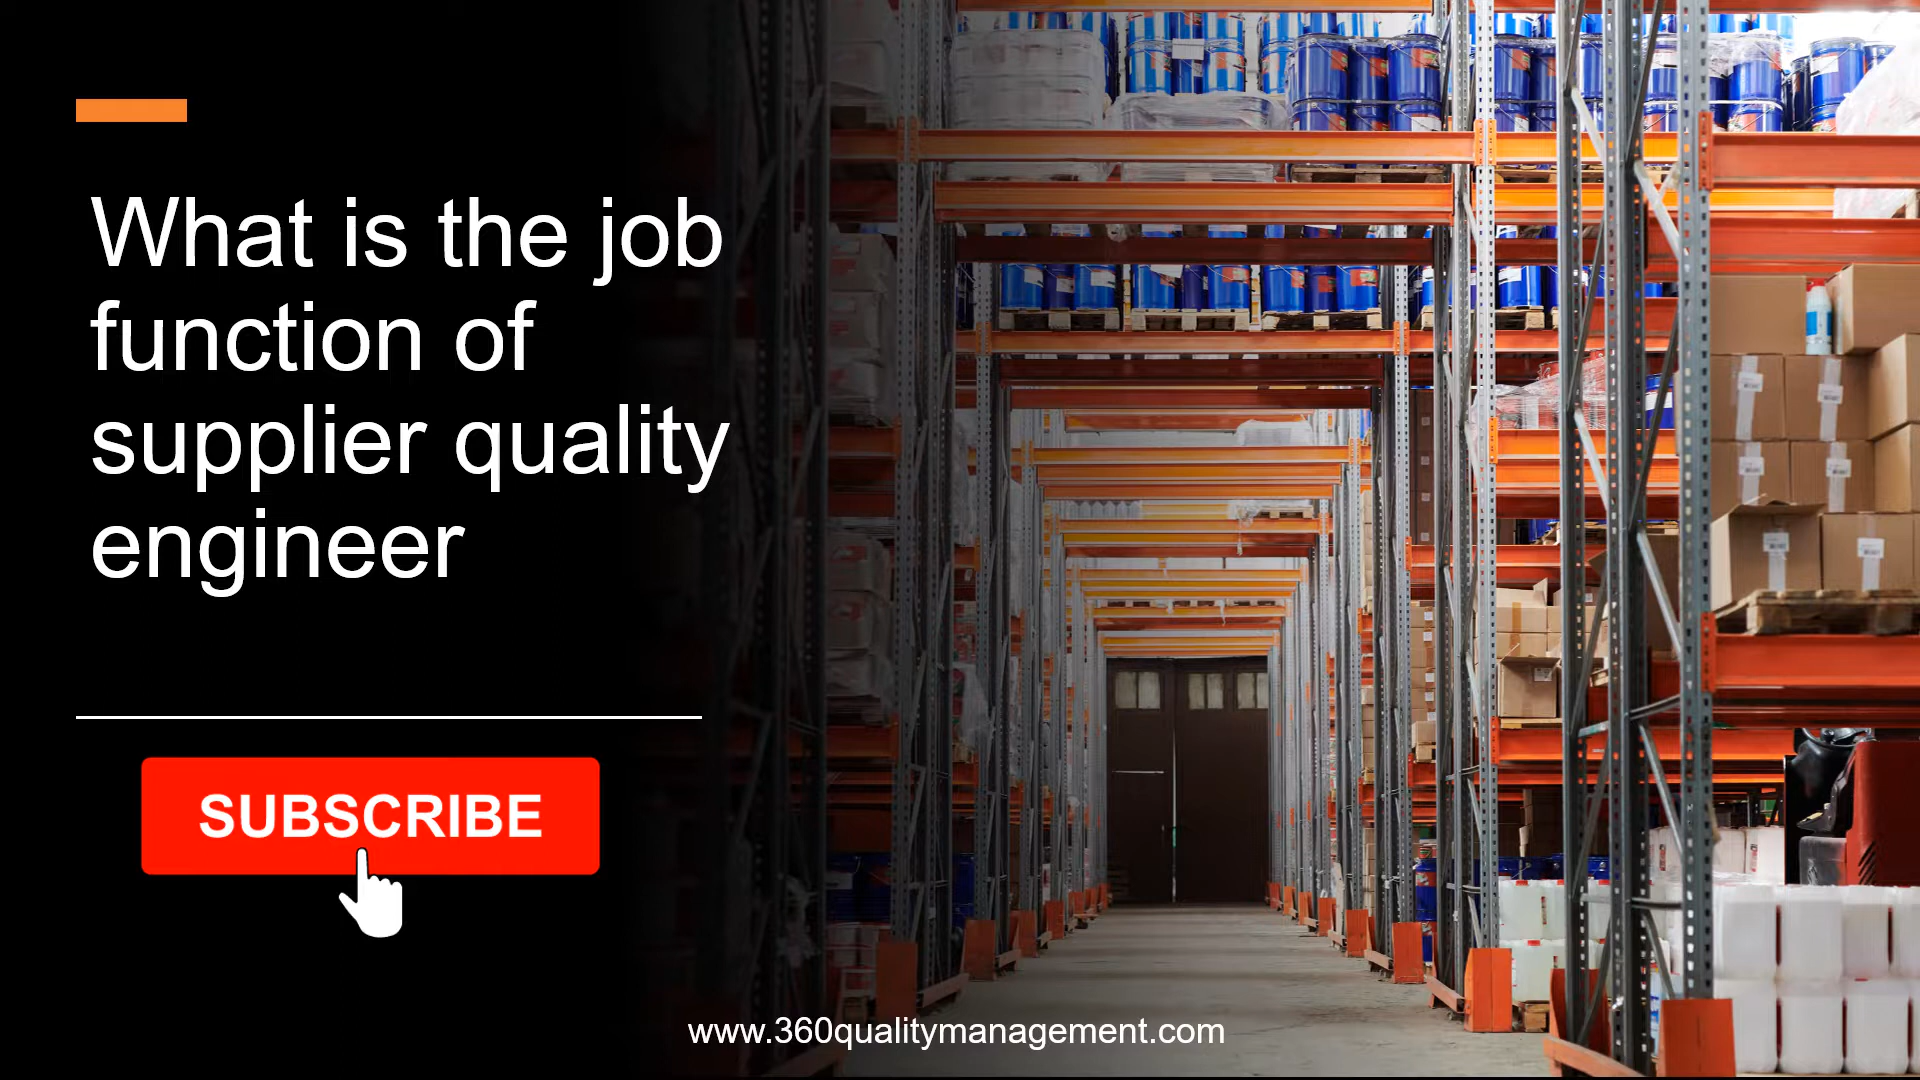 What is the job
function of
supplier quality
engineer
SUBSCRIBE
www.360qualitymanagement.com